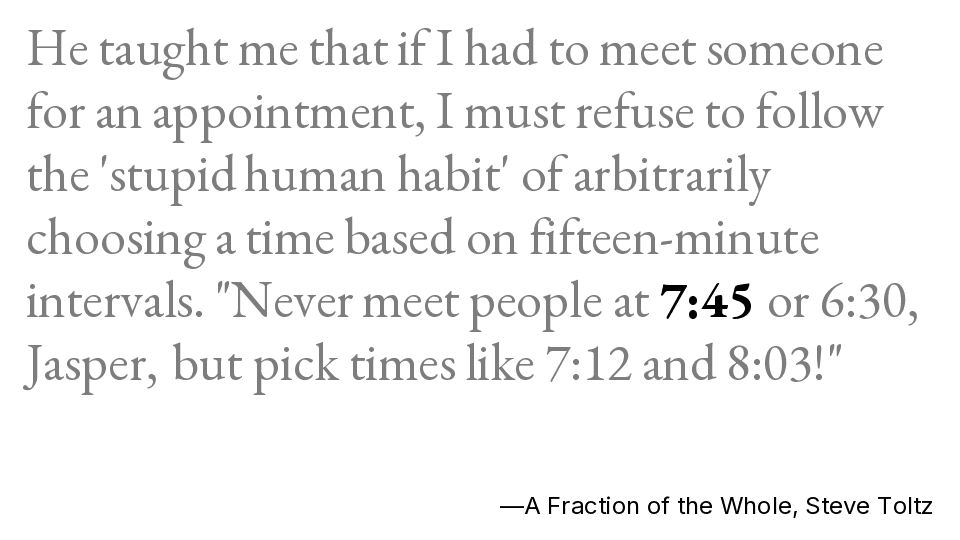 He taught me that if I had to meet someone
for an appointment, I must refuse to follow
the 'stupid human habit' of arbitrarily
choosing a time based on fifteen-minute
intervals. "Never meet people at 7:45 or 6:30,
Jasper, but pick times like 7:12 and 8:03!"
—A Fraction of the Whole, Steve Toltz